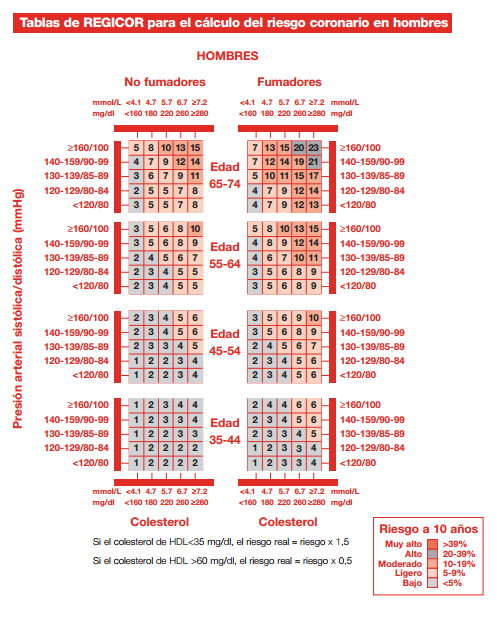 Tablas de REGICOR para el cálculo del riesgo coronario en hombres
HOMBRES
No fumadores Fumadores
mmol/L <4.1 4.7 5.7 6.7 ≥7.2 <4.1 4.7 5.7 6.7 ≥7.2 mmol/L
mg/dl <160 180 220 260 ≥280 <160 180 220 260 ≥280 mg/dl
Presión arterial sistólica/distólica (mmHg)
≥160/100 5 8 10 13 15 7 13 15 20 23 ≥160/100
140-159/90-99 4 7 9 12 14 7 12 14 19 21 140-159/90-99
Edad
130-139/85-89 3 6 7 9 11 5 10 11 15 17 130-139/85-89
65-74
120-129/80-84 3 5 5 7 8 4 7 9 12 14 120-129/80-84
<120/80 2 5 5 7 8 4 7 9 12 13 <120/80
≥160/100 3 5 6 8 10 5 8 10 13 15 ≥160/100
140-159/90-99 3 5 6 8 9 4 8 9 12 14 140-159/90-99
Edad
130-139/85-89 2 4 5 6 7 4 6 7 10 11 130-139/85-89
55-64
120-129/80-84 2 3 4 5 5 3 5 6 8 9 120-129/80-84
<120/80 2 3 4 5 5 3 5 6 8 9 <120/80
≥160/100 2 3 4 5 6 3 5 6 9 10 ≥160/100
140-159/90-99 2 3 4 5 6 3 5 6 8 9 140-159/90-99
Edad
130-139/85-89 2 3 3 4 5 2 4 5 6 7 130-139/85-89
45-54
120-129/80-84 1 2 2 3 4 2 3 4 5 6 120-129/80-84
<120/80 1 2 2 3 4 2 3 4 5 6 <120/80
≥160/100 1 2 3 4 4 2 4 4 6 6 ≥160/100
140-159/90-99 1 2 3 4 4 2 3 4 5 6 140-159/90-99
Edad
130-139/85-89 1 2 2 3 3 2 3 3 4 5 130-139/85-89
35-44
120-129/80-84 1 2 2 2 2 1 2 3 3 4 120-129/80-84
<120/80 1 2 2 2 2 1 2 3 3 4 <120/80
mmol/L <4.1 4.7 5.7 6.7 ≥7.2 <4.1 4.7 5.7 6.7 ≥7.2 mmol/L
mg/dl <160 180 220 260 ≥280 <160 180 220 260 ≥280 mg/dl
Colesterol Colesterol
Si el colesterol de HDL<35 mg/dl, el riesgo real ≈ riesgo x 1,5
Si el colesterol de HDL >60 mg/dl, el riesgo real ≈ riesgo x 0,5
Riesgo a 10 años
Muy alto >39%
Alto 20-39%
Moderado 10-19%
Ligero 5-9%
Bajo <5%